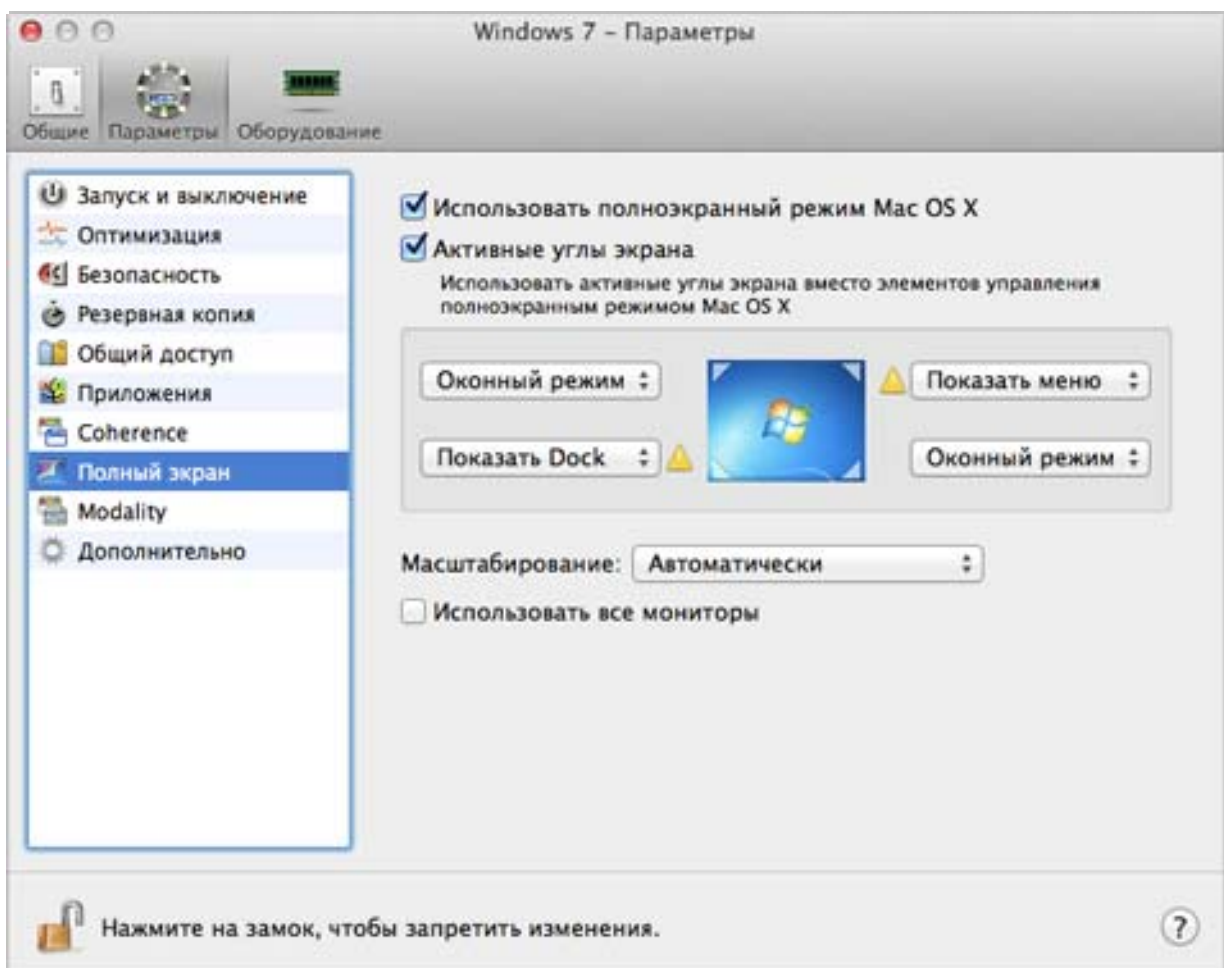 Windows 7 – Параметры
Общие Параметры Оборудование
Запуск и выключение
Оптимизация
Безопасность
Резервная копия
Общий доступ
Приложения
Coherence
Полный экран
Modality
Дополнительно
Использовать полноэкранный режим Mac OS X
Активные углы экрана
Использовать активные углы экрана вместо элементов управления
полноэкранным режимом Mac OS X
Оконный режим
Показать меню
Показать Dock
Оконный режим
Масштабирование: Автоматически
Использовать все мониторы
Нажмите на замок, чтобы запретить изменения.
?